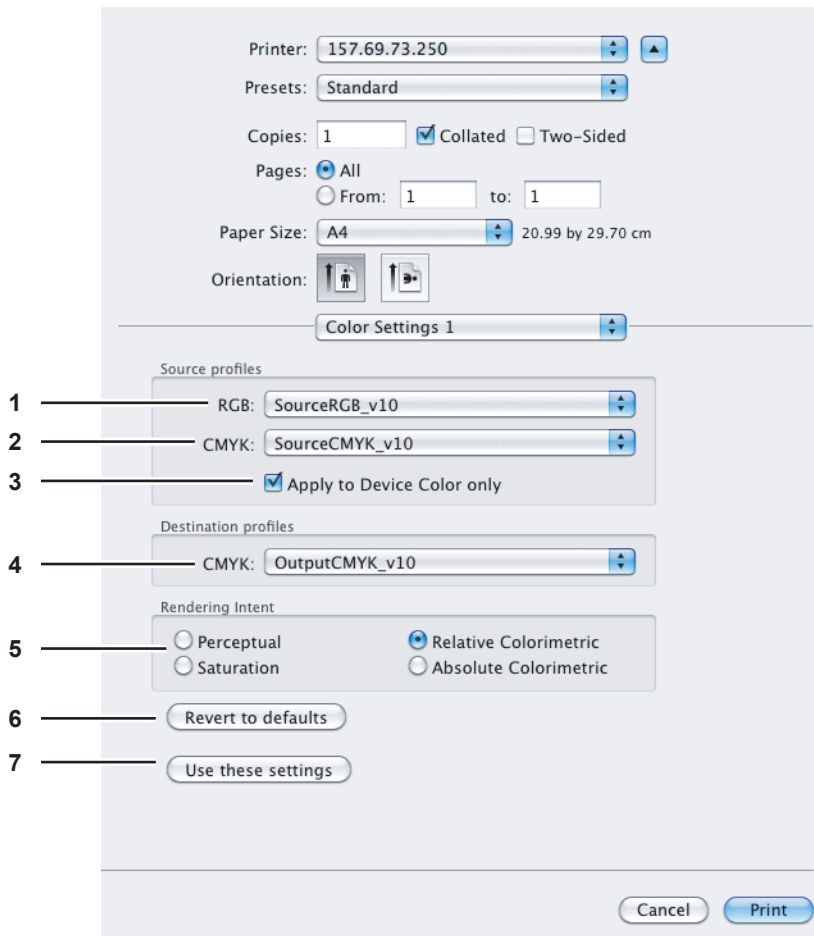 Printer: 157.69.73.250
Presets: Standard
Copies: 1 Collated Two-Sided
Pages: All
From: 1 to: 1
Paper Size: A4 20.99 by 29.70 cm
Orientation:
Color Settings 1
Source profiles
1 RGB: SourceRGB_v10
2 CMYK: SourceCMYK_v10
3 Apply to Device Color only
Destination profiles
4 CMYK: OutputCMYK_v10
Rendering Intent
5 Perceptual Relative Colorimetric
Saturation Absolute Colorimetric
6 Revert to defaults
7 Use these settings
Cancel Print